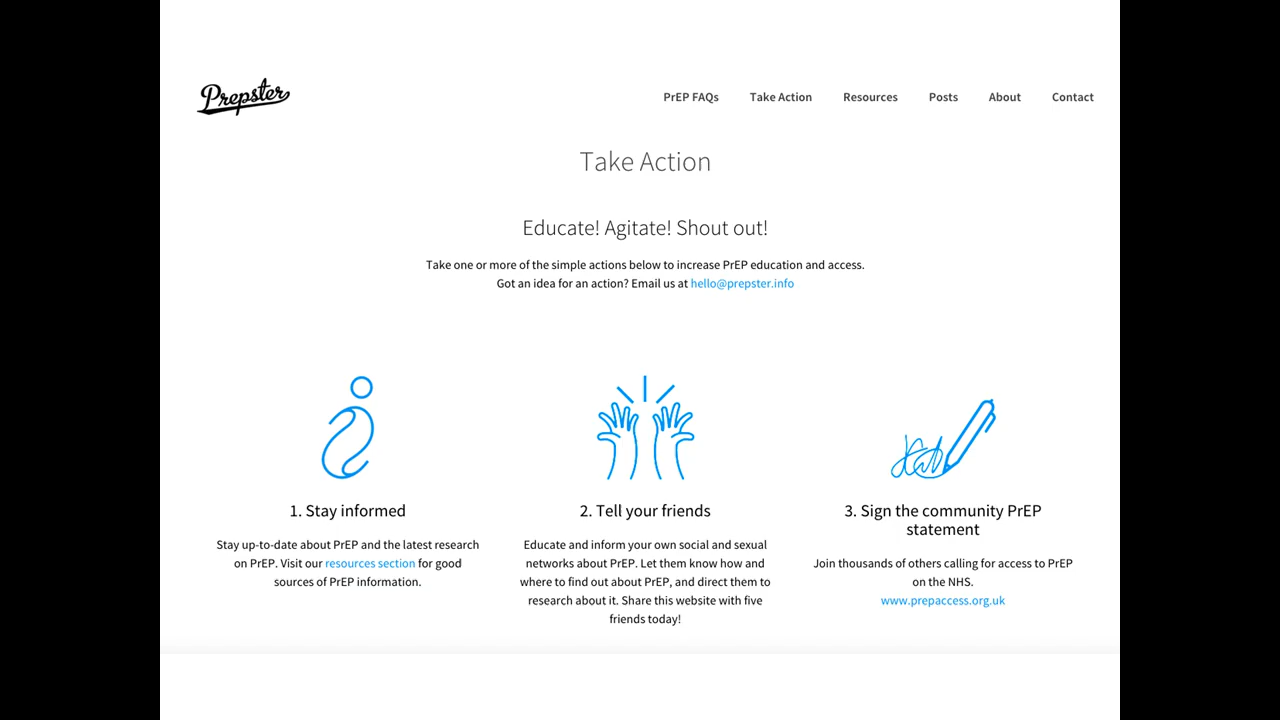 Prepster
PrEP FAQs
Take Action
Resources
Posts
About
Contact
Take Action
Educate! Agitate! Shout out!
Take one or more of the simple actions below to increase PrEP education and access.
Got an idea for an action? Email us at hello@prepster.info
1. Stay informed
Stay up-to-date about PrEP and the latest research
on PrEP. Visit our resources section for good
sources of PrEP information.
2. Tell your friends
Educate and inform your own social and sexual
networks about PrEP. Let them know how and
where to find out about PrEP, and direct them to
research about it. Share this website with five
friends today!
3. Sign the community PrEP
statement
Join thousands of others calling for access to PrEP
on the NHS.
www.prepaccess.org.uk